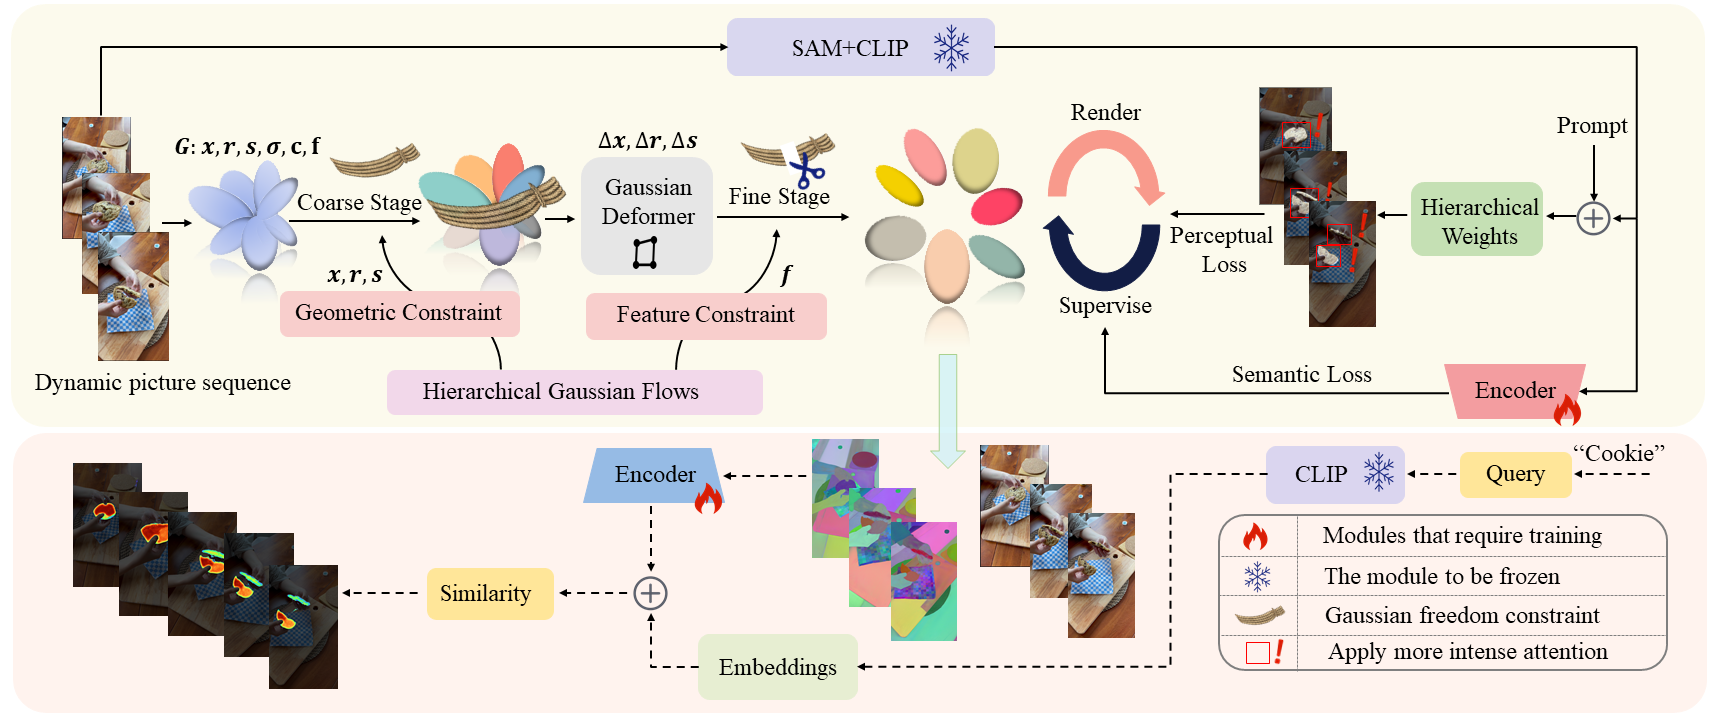 SAM+CLIP
G: x, r, s, σ, c, f
Coarse Stage
x, r, s
Geometric Constraint
Δx, Δr, Δs
Gaussian
Deformer
Fine Stage
f
Feature Constraint
Hierarchical Gaussian Flows
Dynamic picture sequence
Render
Supervise
Perceptual
Loss
!
!
!
!
Hierarchical
Weights
Prompt
Semantic Loss
Encoder
Encoder
Similarity
Embeddings
CLIP
Query
“Cookie”
Modules that require training
The module to be frozen
Gaussian freedom constraint
! Apply more intense attention